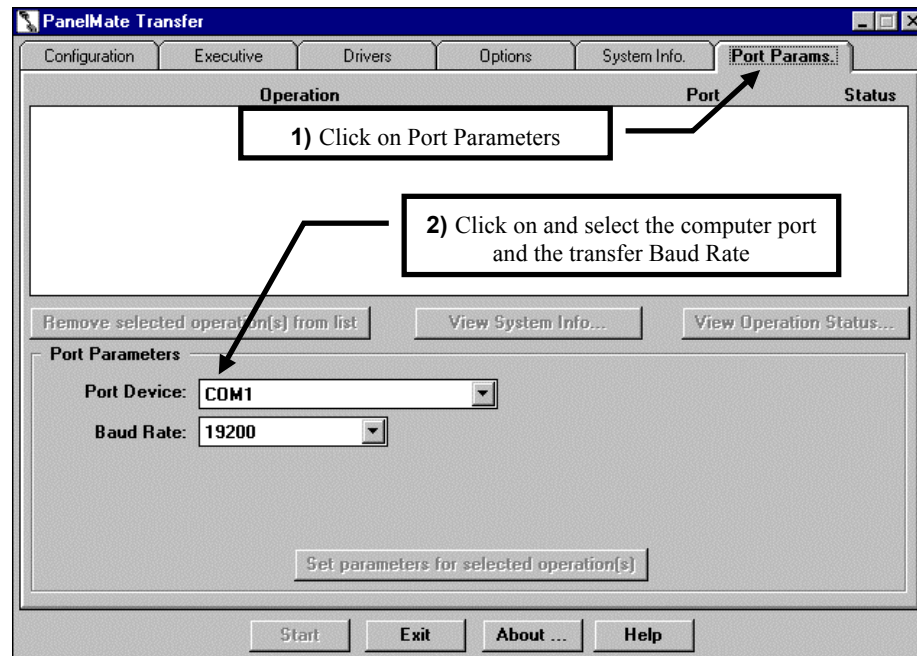 PanelMate Transfer
Configuration Executive Drivers Options System Info. Port Params.
Operation Port Status
1) Click on Port Parameters
2) Click on and select the computer port
and the transfer Baud Rate
Remove selected operation(s) from list View System Info... View Operation Status...
Port Parameters
Port Device: COM1
Baud Rate: 19200
Set parameters for selected operation(s)
Start Exit About ... Help